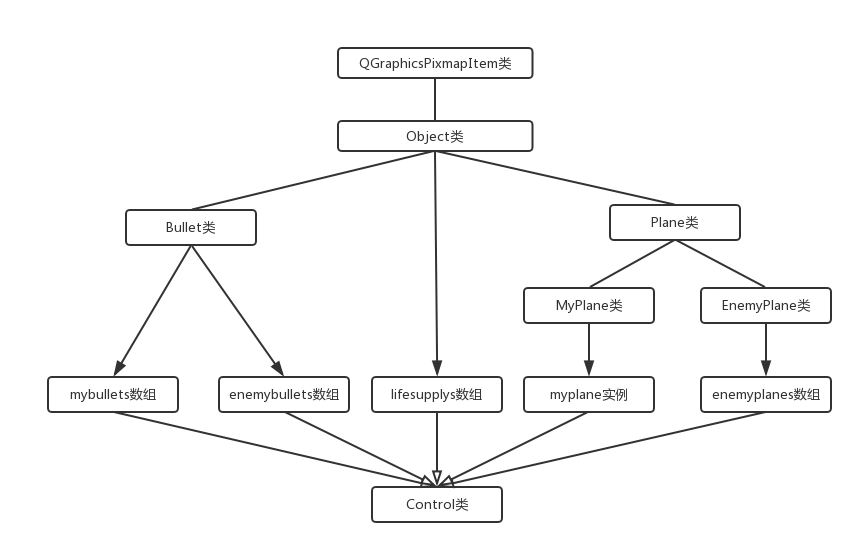 QGraphicsPixmapItem类
Object类
Bullet类
Plane类
MyPlane类
EnemyPlane类
mybullets数组
enemybullets数组
lifesupplys数组
myplane实例
enemyplanes数组
Control类